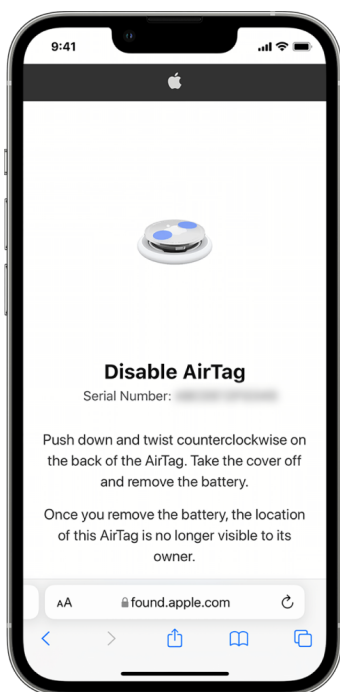 9:41
Disable AirTag
Serial Number:
Push down and twist counterclockwise on
the back of the AirTag. Take the cover off
and remove the battery.
Once you remove the battery, the location
of this AirTag is no longer visible to its
owner.
AA
found.apple.com